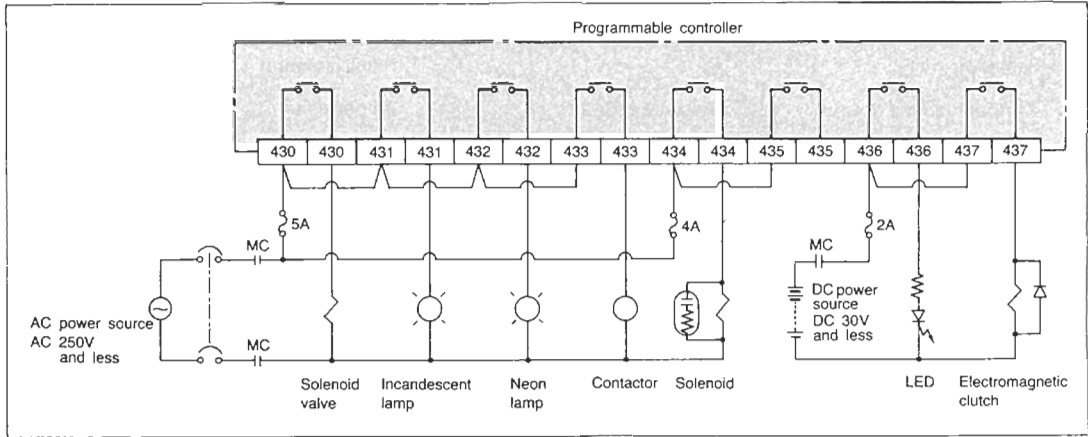 Programmable controller
430 430 431 431 432 432 433 433 434 434 435 435 436 436 437 437
5A
4A
2A
MC
MC
AC power source
AC 250V
and less
MC
DC power
source
DC 30V
and less
Solenoid
valve
Incandescent
lamp
Neon
lamp
Contactor
Solenoid
LED
Electromagnetic
clutch